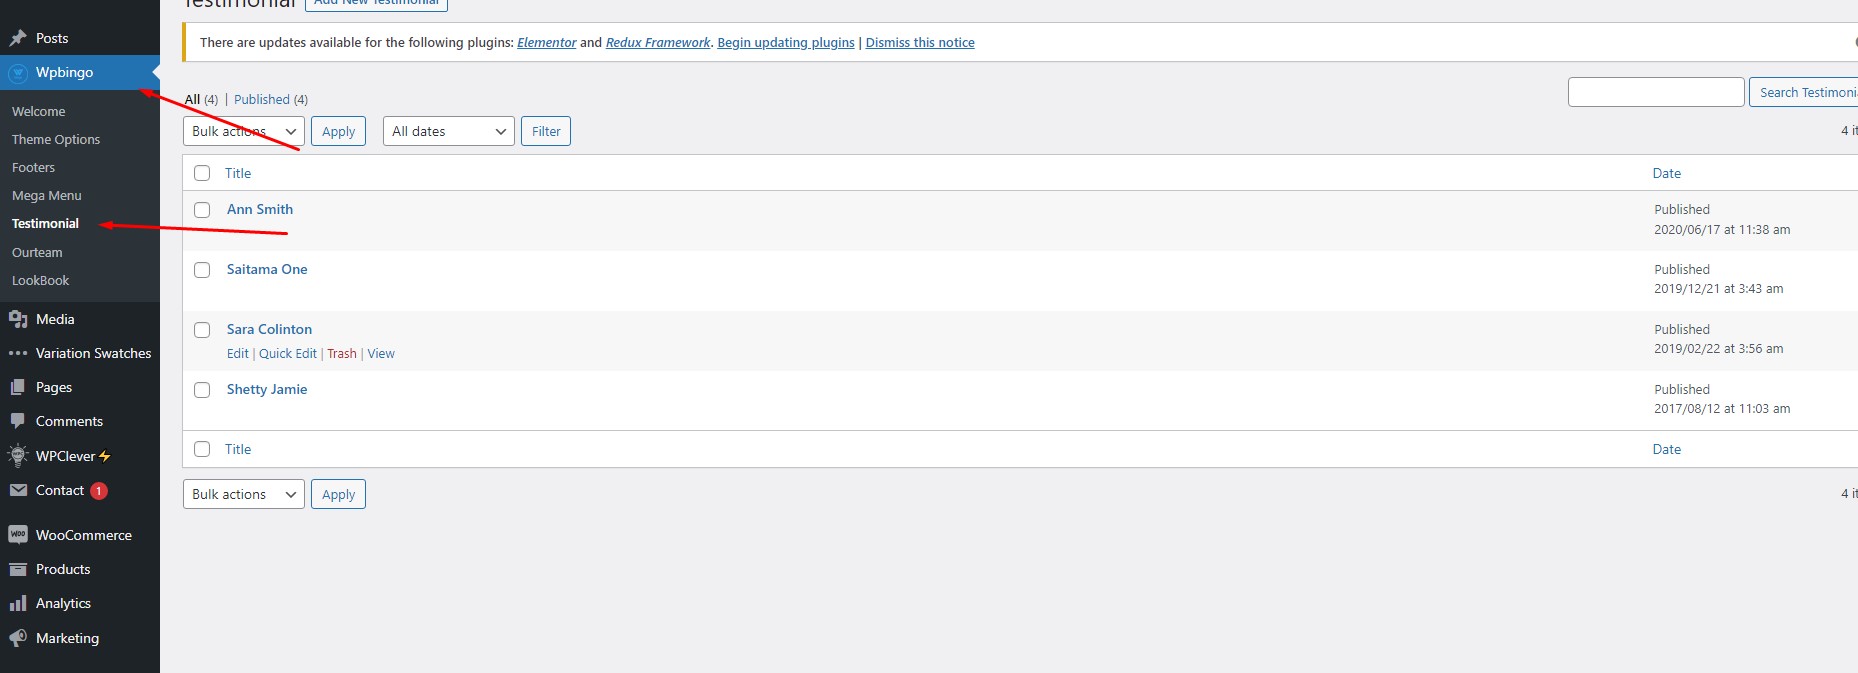 Testimonial Add New Testimonial
There are updates available for the following plugins: Elementor and Redux Framework. Begin updating plugins | Dismiss this notice
All (4) | Published (4)
Search Testimoni
Bulk actions Apply All dates Filter
4 it
Title Date
Ann Smith
Published
2020/06/17 at 11:38 am
Saitama One
Published
2019/12/21 at 3:43 am
Sara Colinton
Edit | Quick Edit | Trash | View
Published
2019/02/22 at 3:56 am
Shetty Jamie
Published
2017/08/12 at 11:03 am
Title Date
Bulk actions Apply
4 it
Posts
Wpbingo
Welcome
Theme Options
Footers
Mega Menu
Testimonial
Ourteam
LookBook
Media
Variation Swatches
Pages
Comments
WPClever⚡
Contact 1
Woo WooCommerce
Products
Analytics
Marketing